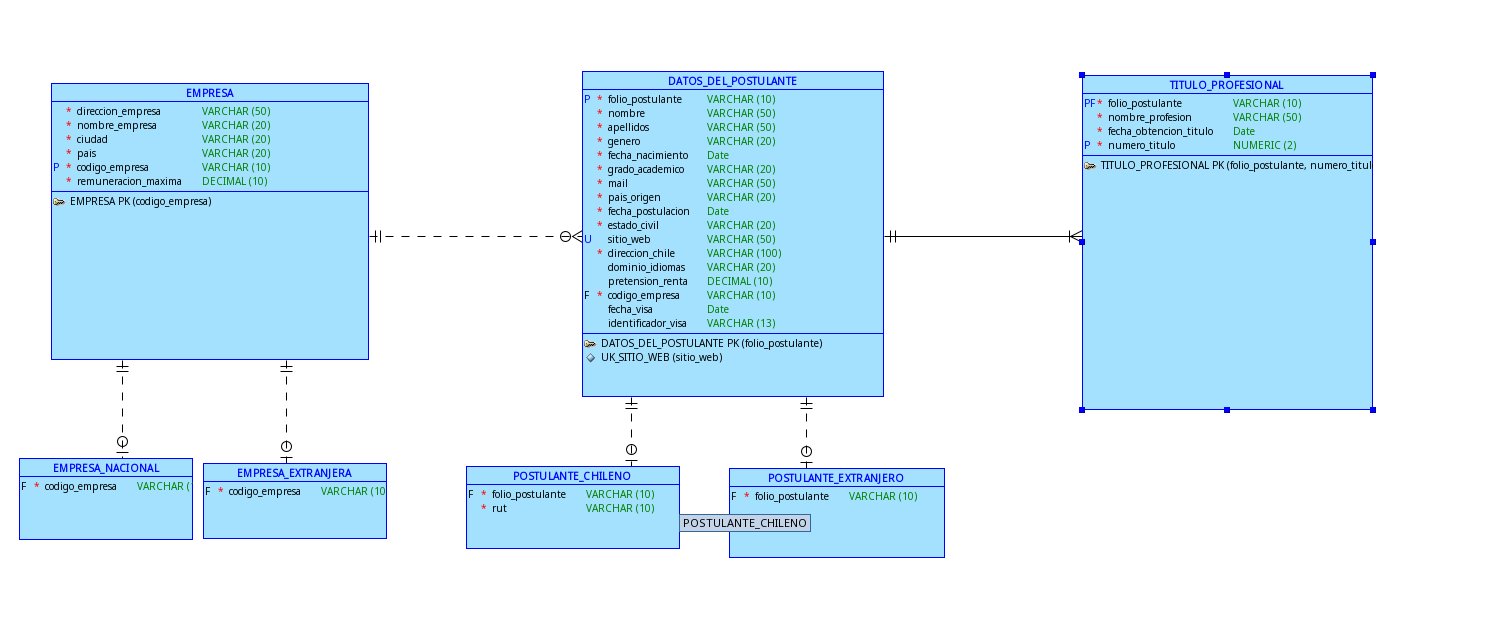 EMPRESA
* direccion_empresa VARCHAR (50)
* nombre_empresa VARCHAR (20)
* ciudad VARCHAR (20)
* pais VARCHAR (20)
P * codigo_empresa VARCHAR (10)
* remuneracion_maxima DECIMAL (10)
EMPRESA PK (codigo_empresa)
DATOS_DEL_POSTULANTE
P * folio_postulante VARCHAR (10)
* nombre VARCHAR (50)
* apellidos VARCHAR (50)
* genero VARCHAR (20)
* fecha_nacimiento Date
* grado_academico VARCHAR (20)
* mail VARCHAR (50)
* pais_origen VARCHAR (20)
* fecha_postulacion Date
* estado_civil VARCHAR (20)
U sitio_web VARCHAR (50)
* direccion_chile VARCHAR (100)
dominio_idiomas VARCHAR (20)
pretension_renta DECIMAL (10)
F * codigo_empresa VARCHAR (10)
fecha_visa Date
identificador_visa VARCHAR (13)
DATOS_DEL_POSTULANTE PK (folio_postulante)
UK_SITIO_WEB (sitio_web)
TITULO_PROFESIONAL
PF * folio_postulante VARCHAR (10)
* nombre_profesion VARCHAR (50)
* fecha_obtencion_titulo Date
P * numero_titulo NUMERIC (2)
TITULO_PROFESIONAL PK (folio_postulante, numero_titul
EMPRESA_NACIONAL
F * codigo_empresa VARCHAR (
EMPRESA_EXTRANJERA
F * codigo_empresa VARCHAR (10
POSTULANTE_CHILENO
F * folio_postulante VARCHAR (10)
* rut VARCHAR (10)
POSTULANTE_EXTRANJERO
F * folio_postulante VARCHAR (10)
POSTULANTE_CHILENO